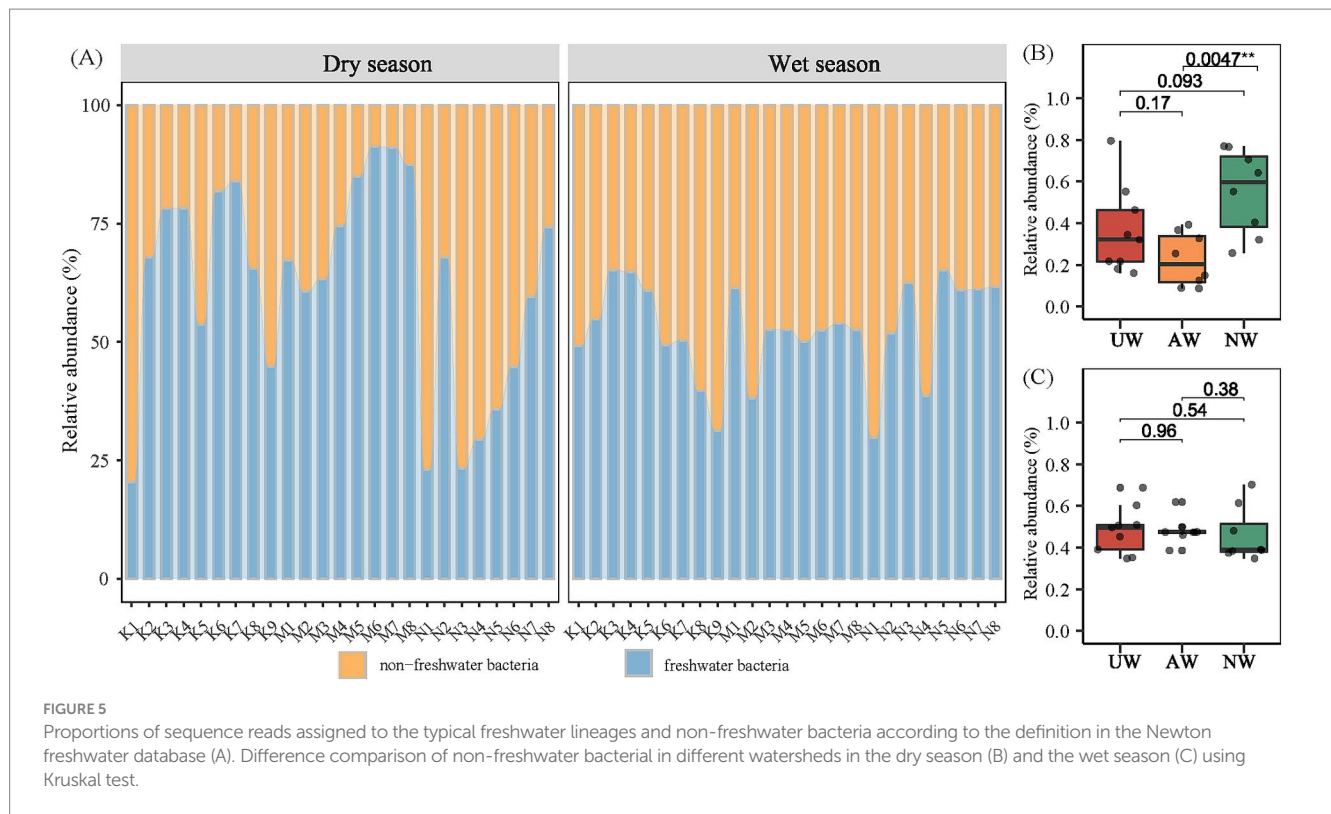 (A)
Dry season
Wet season
Relative abundance (%)
100
75
50
25
0
K1 K2 K3 K4 K5 K6 K7 K8 K9 M1 M2 M3 M4 M5 M6 M7 M8 N1 N2 N3 N4 N5 N6 N7 N8
K1 K2 K3 K4 K5 K6 K7 K8 K9 M1 M2 M3 M4 M5 M6 M7 M8 N1 N2 N3 N4 N5 N6 N7 N8
non−freshwater bacteria
freshwater bacteria
(B)
0.0047**
0.093
0.17
Relative abundance (%)
1.0
0.8
0.6
0.4
0.2
0.0
UW AW NW
(C)
0.38
0.54
0.96
Relative abundance (%)
1.0
0.8
0.6
0.4
0.2
0.0
UW AW NW
FIGURE 5
Proportions of sequence reads assigned to the typical freshwater lineages and non-freshwater bacteria according to the definition in the Newton
freshwater database (A). Difference comparison of non-freshwater bacterial in different watersheds in the dry season (B) and the wet season (C) using
Kruskal test.